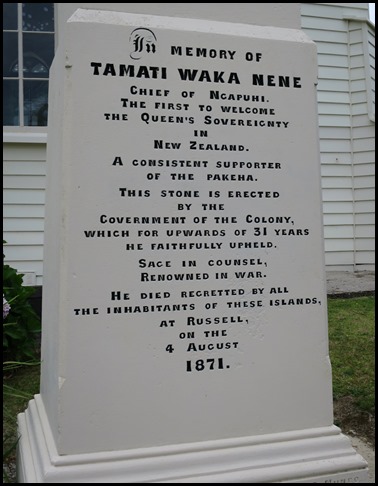 In MEMORY OF
TAMATI WAKA NENE
CHIEF OF NGAPUHI.
THE FIRST TO WELCOME
THE QUEEN'S SOVEREIGNTY
IN
NEW ZEALAND.
A CONSISTENT SUPPORTER
OF THE PAKEHA.
THIS STONE IS ERECTED
BY THE
GOVERNMENT OF THE COLONY,
WHICH FOR UPWARDS OF 31 YEARS
HE FAITHFULLY UPHELD.
SAGE IN COUNSEL,
RENOWNED IN WAR.
HE DIED REGRETTED BY ALL
THE INHABITANTS OF THESE ISLANDS,
AT RUSSELL,
ON THE
4 AUGUST
1871.